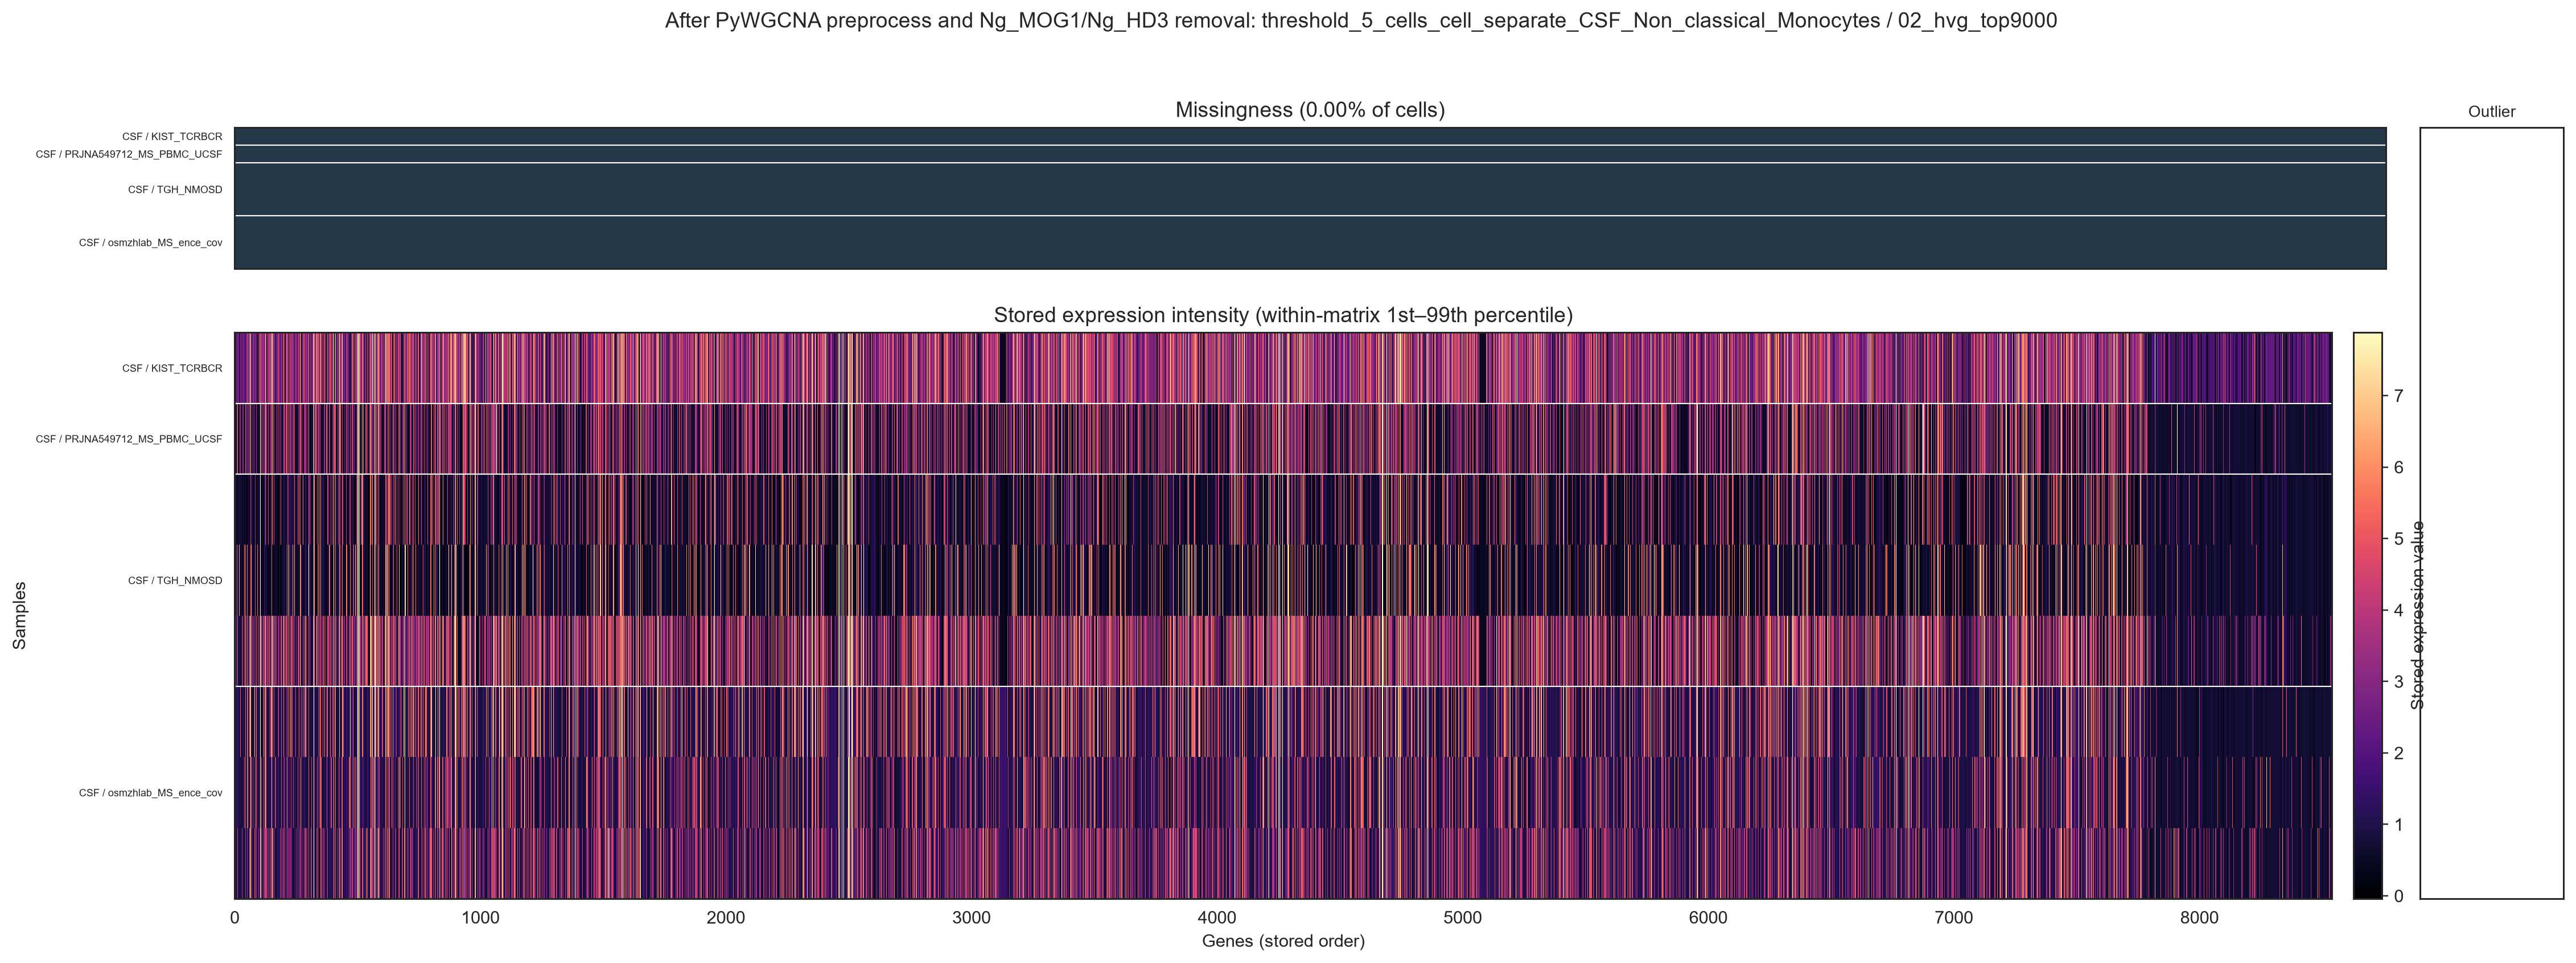 After PyWGCNA preprocess and Ng_MOG1/Ng_HD3 removal: threshold_5_cells_cell_separate_CSF_Non_classical_Monocytes / 02_hvg_top9000
Missingness (0.00% of cells)
Outlier
CSF / KIST_TCRBCR
CSF / PRJNA549712_MS_PBMC_UCSF
CSF / TGH_NMOSD
CSF / osmzhlab_MS_ence_cov
Stored expression intensity (within-matrix 1st–99th percentile)
CSF / KIST_TCRBCR
CSF / PRJNA549712_MS_PBMC_UCSF
CSF / TGH_NMOSD
CSF / osmzhlab_MS_ence_cov
Samples
7
6
5
4
3
2
1
0
Stored expression value
0 1000 2000 3000 4000 5000 6000 7000 8000
Genes (stored order)